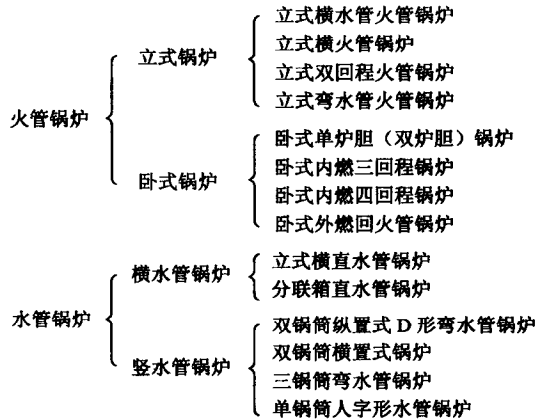 立式横水管火管锅炉
立式横火管锅炉
立式锅炉
立式双回程火管锅炉
立式弯水管火管锅炉
火管锅炉
卧式单炉胆（双炉胆）锅炉
卧式内燃三回程锅炉
卧式锅炉
卧式内燃四回程锅炉
卧式外燃回火管锅炉
立式横直水管锅炉
横水管锅炉
分联箱直水管锅炉
水管锅炉
双锅筒纵置式 D 形弯水管锅炉
双锅筒横置式锅炉
竖水管锅炉
三锅筒弯水管锅炉
单锅筒人字形水管锅炉